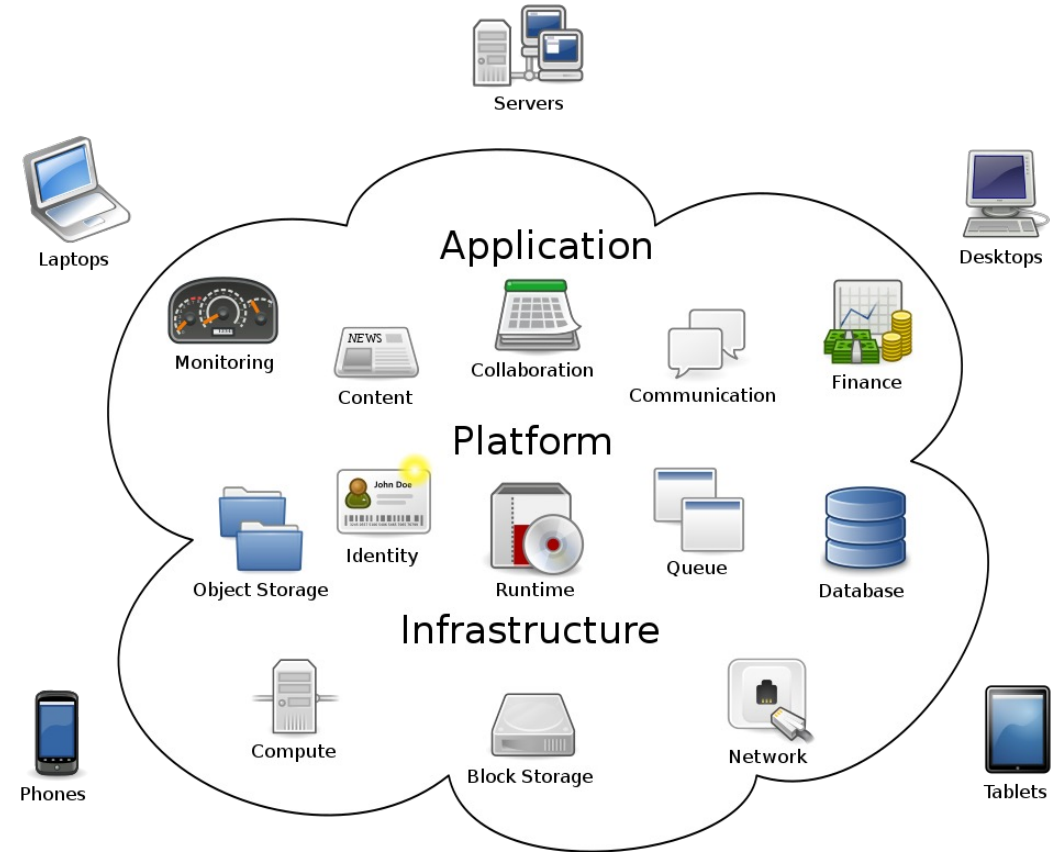 Servers
Laptops
Desktops
Application
Monitoring
NEWS
Content
Collaboration
Communication
Finance
Platform
John Doe
Object Storage
Identity
Runtime
Queue
Database
Infrastructure
Compute
Block Storage
Network
Phones
Tablets